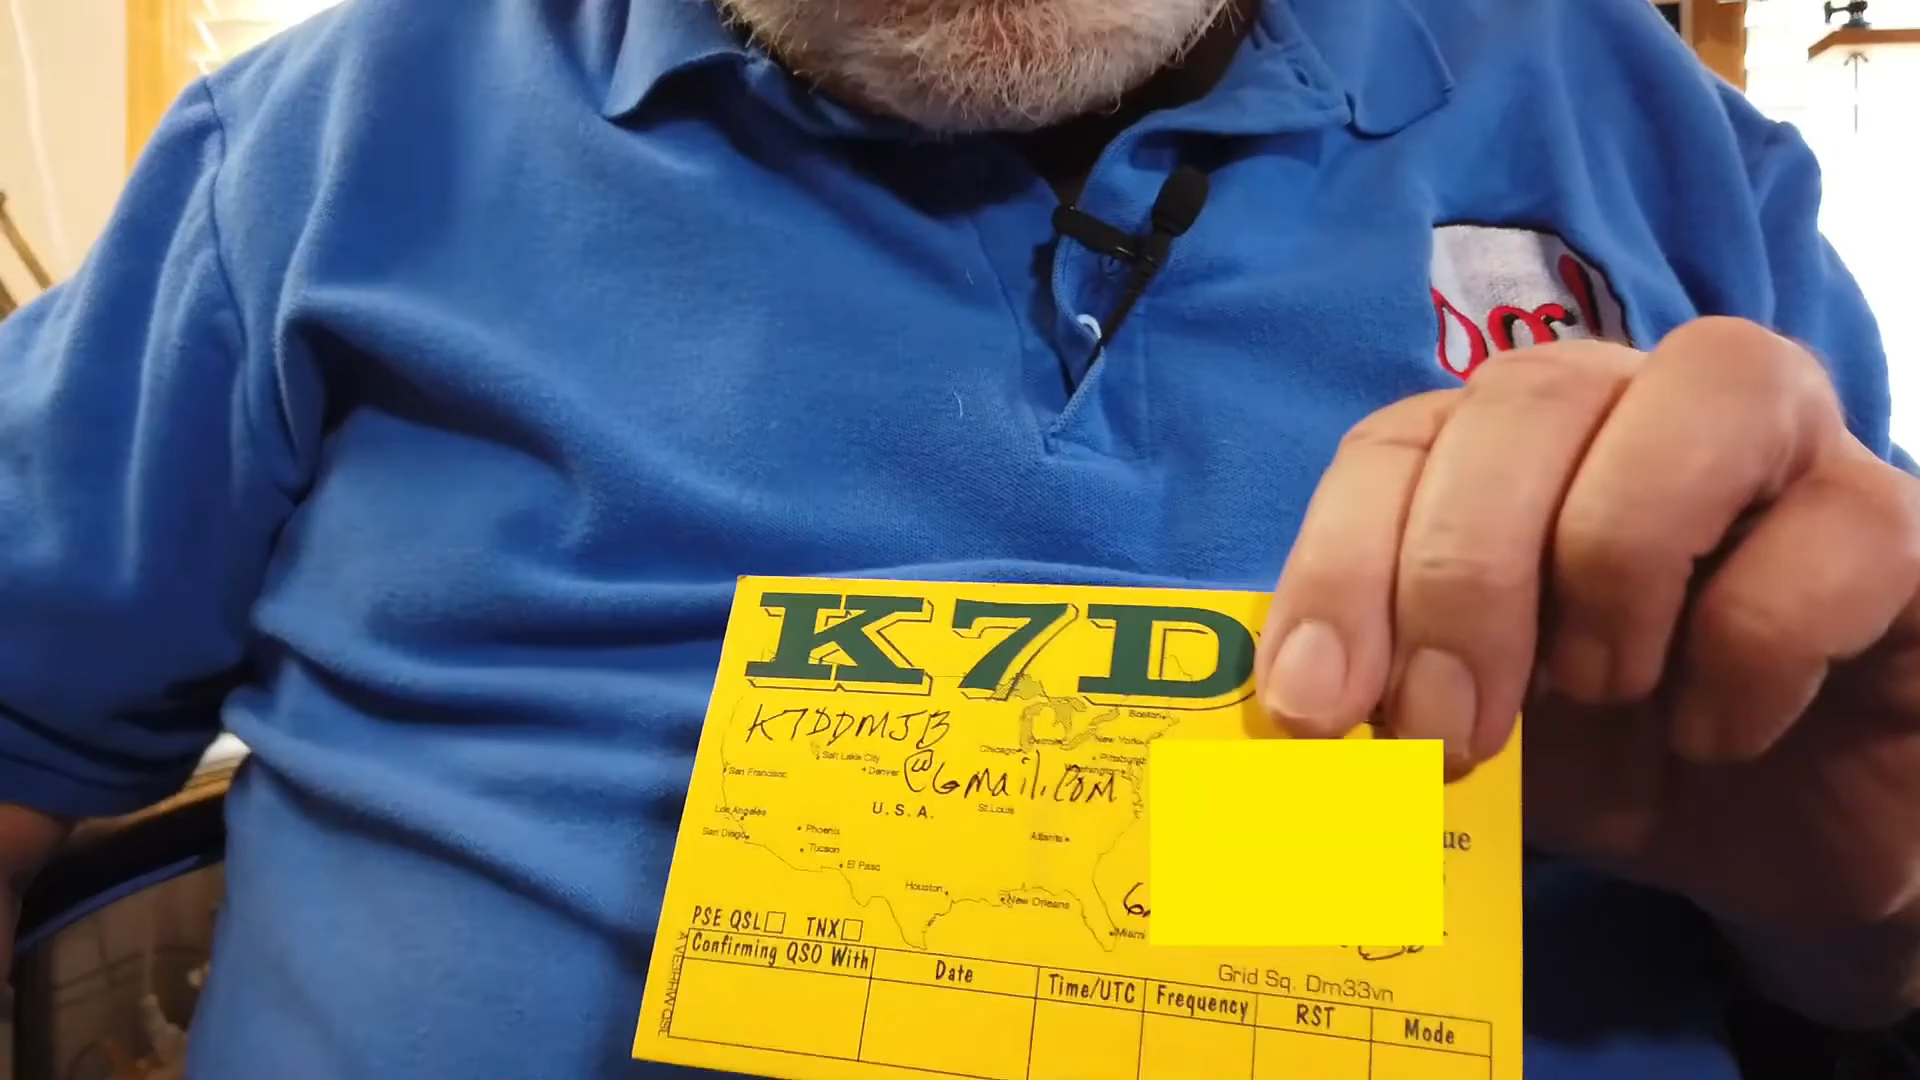 K7D
K7DDMJB
@Gmail.com
Boston
Chicago
New York
Pittsburgh
Washington
Salt Lake City
Denver
San Francisco
U.S.A.
St. Louis
Los Angeles
San Diego
Phoenix
Tucson
El Paso
Atlanta
Houston
New Orleans
Miami
ue
PSE QSL TNX
Grid Sq. Dm33vn
Confirming QSO With Date Time/UTC Frequency RST Mode